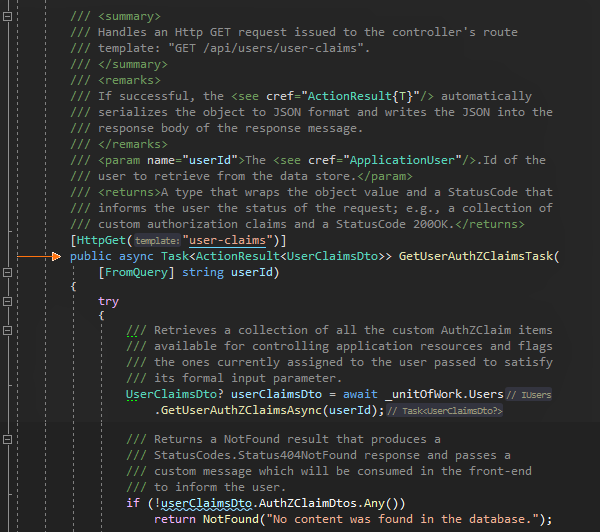 /// <summary>
/// Handles an Http GET request issued to the controller's route
/// template: "GET /api/users/user-claims".
/// </summary>
/// <remarks>
/// If successful, the <see cref="ActionResult{T}"/> automatically
/// serializes the object to JSON format and writes the JSON into the
/// response body of the response message.
/// </remarks>
/// <param name="userId">The <see cref="ApplicationUser"/>.Id of the
/// user to retrieve from the data store.</param>
/// <returns>A type that wraps the object value and a StatusCode that
/// informs the user the status of the request; e.g., a collection of
/// custom authorization claims and a StatusCode 200OK.</returns>
[HttpGet(template:"user-claims")]
public async Task<ActionResult<UserClaimsDto>> GetUserAuthZClaimsTask(
[FromQuery] string userId)
{
try
{
/// Retrieves a collection of all the custom AuthZClaim items
/// available for controlling application resources and flags
/// the ones currently assigned to the user passed to satisfy
/// its formal input parameter.
UserClaimsDto? userClaimsDto = await _unitOfWork.Users // IUsers
.GetUserAuthZClaimsAsync(userId); // Task<UserClaimsDto?>
/// Returns a NotFound result that produces a
/// StatusCodes.Status404NotFound response and passes a
/// custom message which will be consumed in the front-end
/// to inform the user.
if (!userClaimsDto.AuthZClaimDtos.Any())
return NotFound("No content was found in the database.");